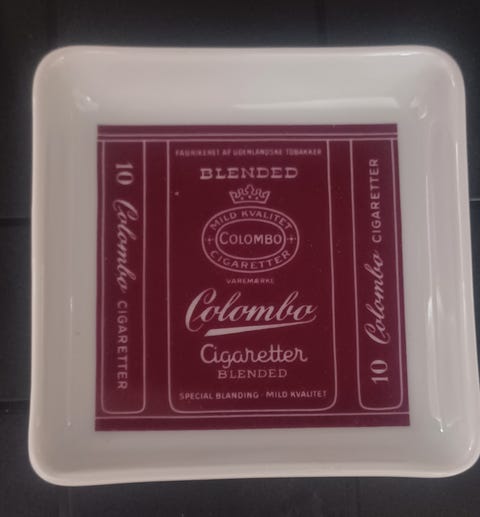 10 Colombo CIGARETTER
FABRIKERET AF UDENLANDSKE TOBAKKER
BLENDED
MILD KVALITET
COLOMBO
CIGARETTER
VAREMÆRKE
Colombo
Cigaretter
BLENDED
SPECIAL BLANDING · MILD KVALITET
10 Colombo CIGARETTER